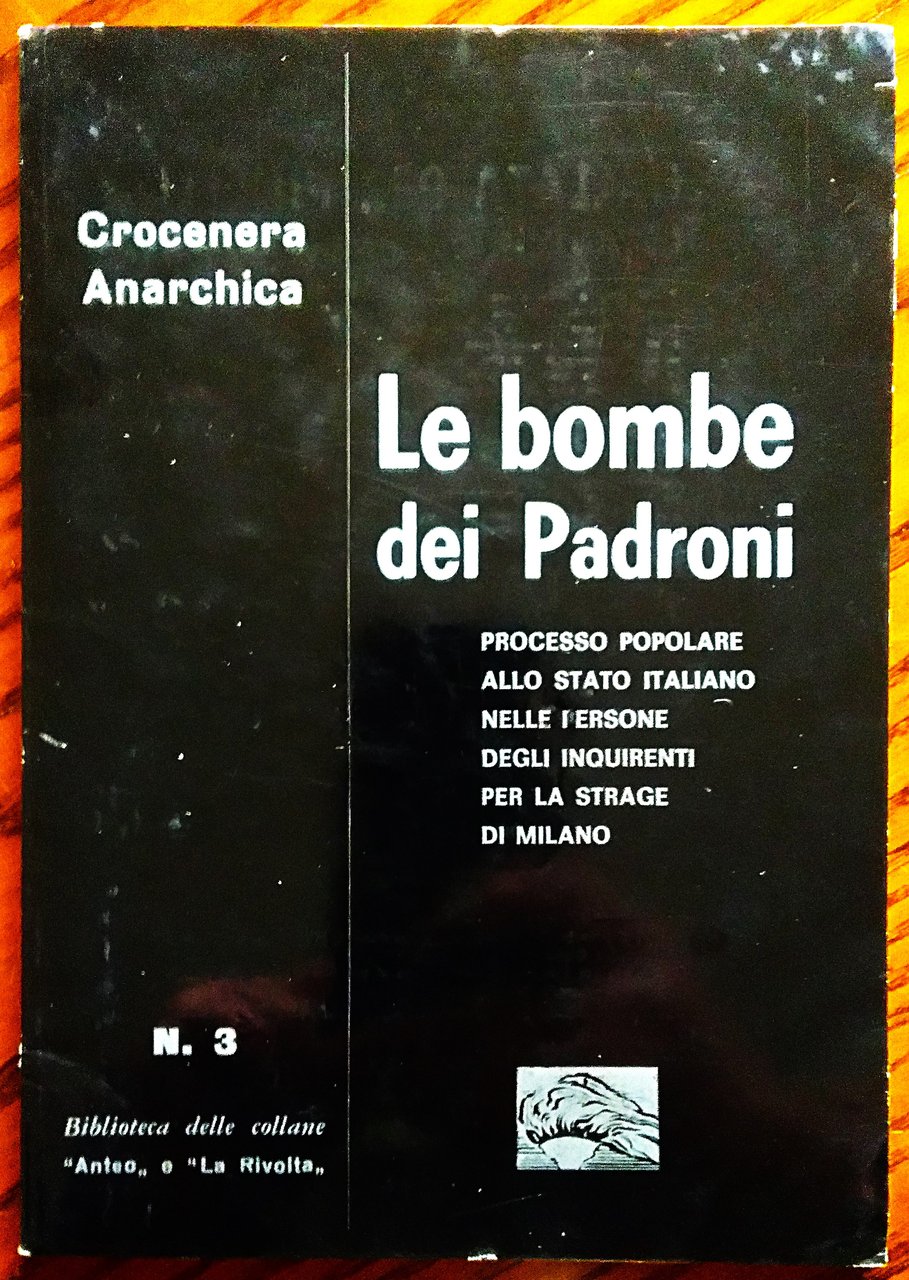 Crocenera
Anarchica
Le bombe
dei Padroni
PROCESSO POPOLARE
ALLO STATO ITALIANO
NELLE PERSONE
DEGLI INQUIRENTI
PER LA STRAGE
DI MILANO
N. 3
Biblioteca delle collane
"Anteo„ e "La Rivolta„